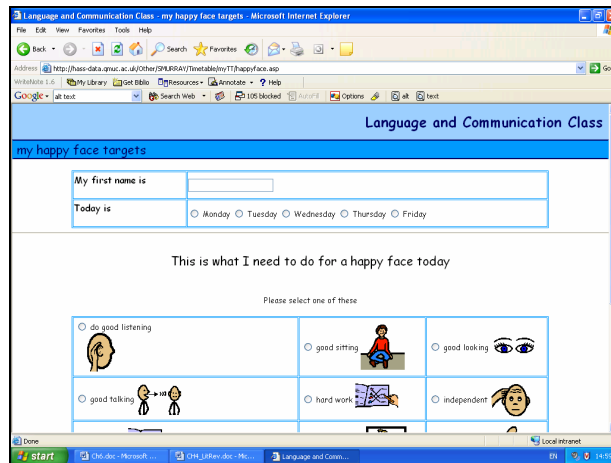 Language and Communication Class - my happy face targets - Microsoft Internet Explorer
File Edit View Favorites Tools Help
Back Search Favorites
Address http://hass-data.qmuc.ac.uk/Other/SMURRAY/Timetable/myTT/happyface.asp Go
WriteNote 1.6 My Library Get Biblio Resources Annotate Help
Google alt text Search Web 105 blocked AutoFill Options alt text
Language and Communication Class
my happy face targets
My first name is
Today is Monday Tuesday Wednesday Thursday Friday
This is what I need to do for a happy face today
Please select one of these
do good listening good sitting good looking
good talking hard work independent
Done Local intranet
start Ch6.doc - Microsoft ... CH4_LitRev.doc - Mic... Language and Comm... EN 14:59